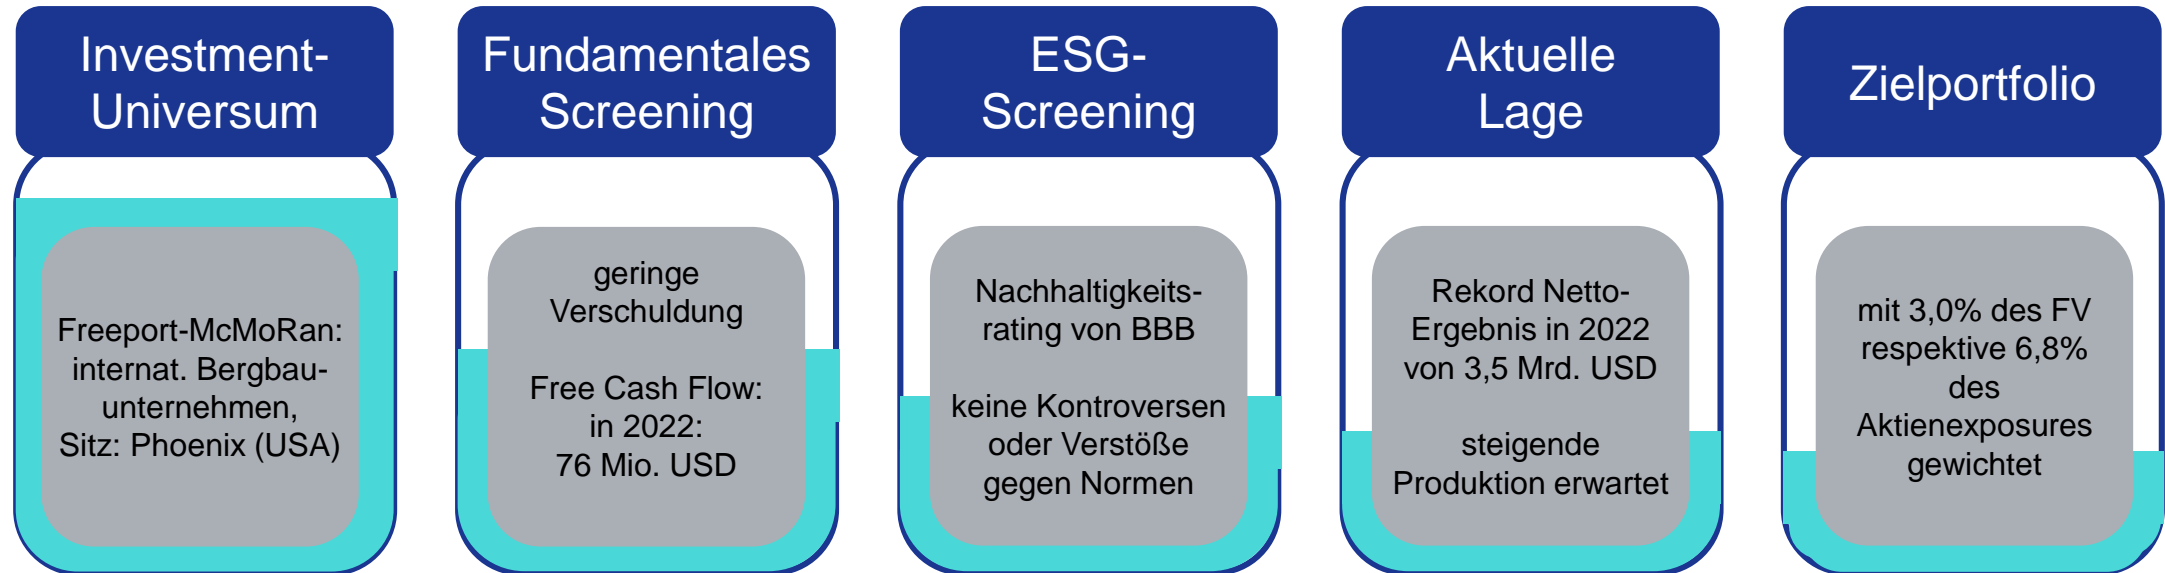 Investment-
Universum
Freeport-McMoRan:
internat. Bergbau-
unternehmen,
Sitz: Phoenix (USA)
Fundamentales
Screening
geringe
Verschuldung
Free Cash Flow:
in 2022:
76 Mio. USD
ESG-
Screening
Nachhaltigkeits-
rating von BBB
keine Kontroversen
oder Verstöße
gegen Normen
Aktuelle
Lage
Rekord Netto-
Ergebnis in 2022
von 3,5 Mrd. USD
steigende
Produktion erwartet
Zielportfolio
mit 3,0% des FV
respektive 6,8%
des
Aktienexposures
gewichtet